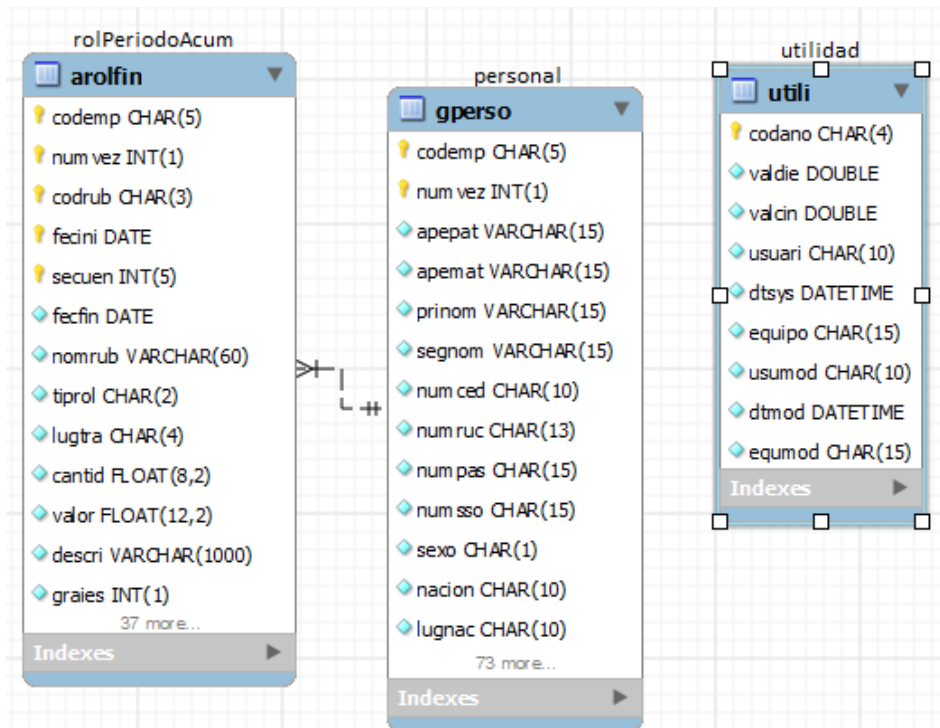 rolPeriodoAcum
arolfin
codemp CHAR(5)
numvez INT(1)
codrub CHAR(3)
fecini DATE
secuen INT(5)
fecfin DATE
nomrub VARCHAR(60)
tiprol CHAR(2)
lugtra CHAR(4)
cantid FLOAT(8,2)
valor FLOAT(12,2)
descri VARCHAR(1000)
graies INT(1)
37 more...
Indexes
personal
gperso
codemp CHAR(5)
numvez INT(1)
apepat VARCHAR(15)
apemat VARCHAR(15)
prinom VARCHAR(15)
segnom VARCHAR(15)
numced CHAR(10)
numruc CHAR(13)
numpas CHAR(15)
numsso CHAR(15)
sexo CHAR(1)
nacion CHAR(10)
lugnac CHAR(10)
73 more...
Indexes
utilidad
utili
codano CHAR(4)
valdie DOUBLE
valcin DOUBLE
usuari CHAR(10)
dtsys DATETIME
equipo CHAR(15)
usumod CHAR(10)
dtmod DATETIME
equmod CHAR(15)
Indexes